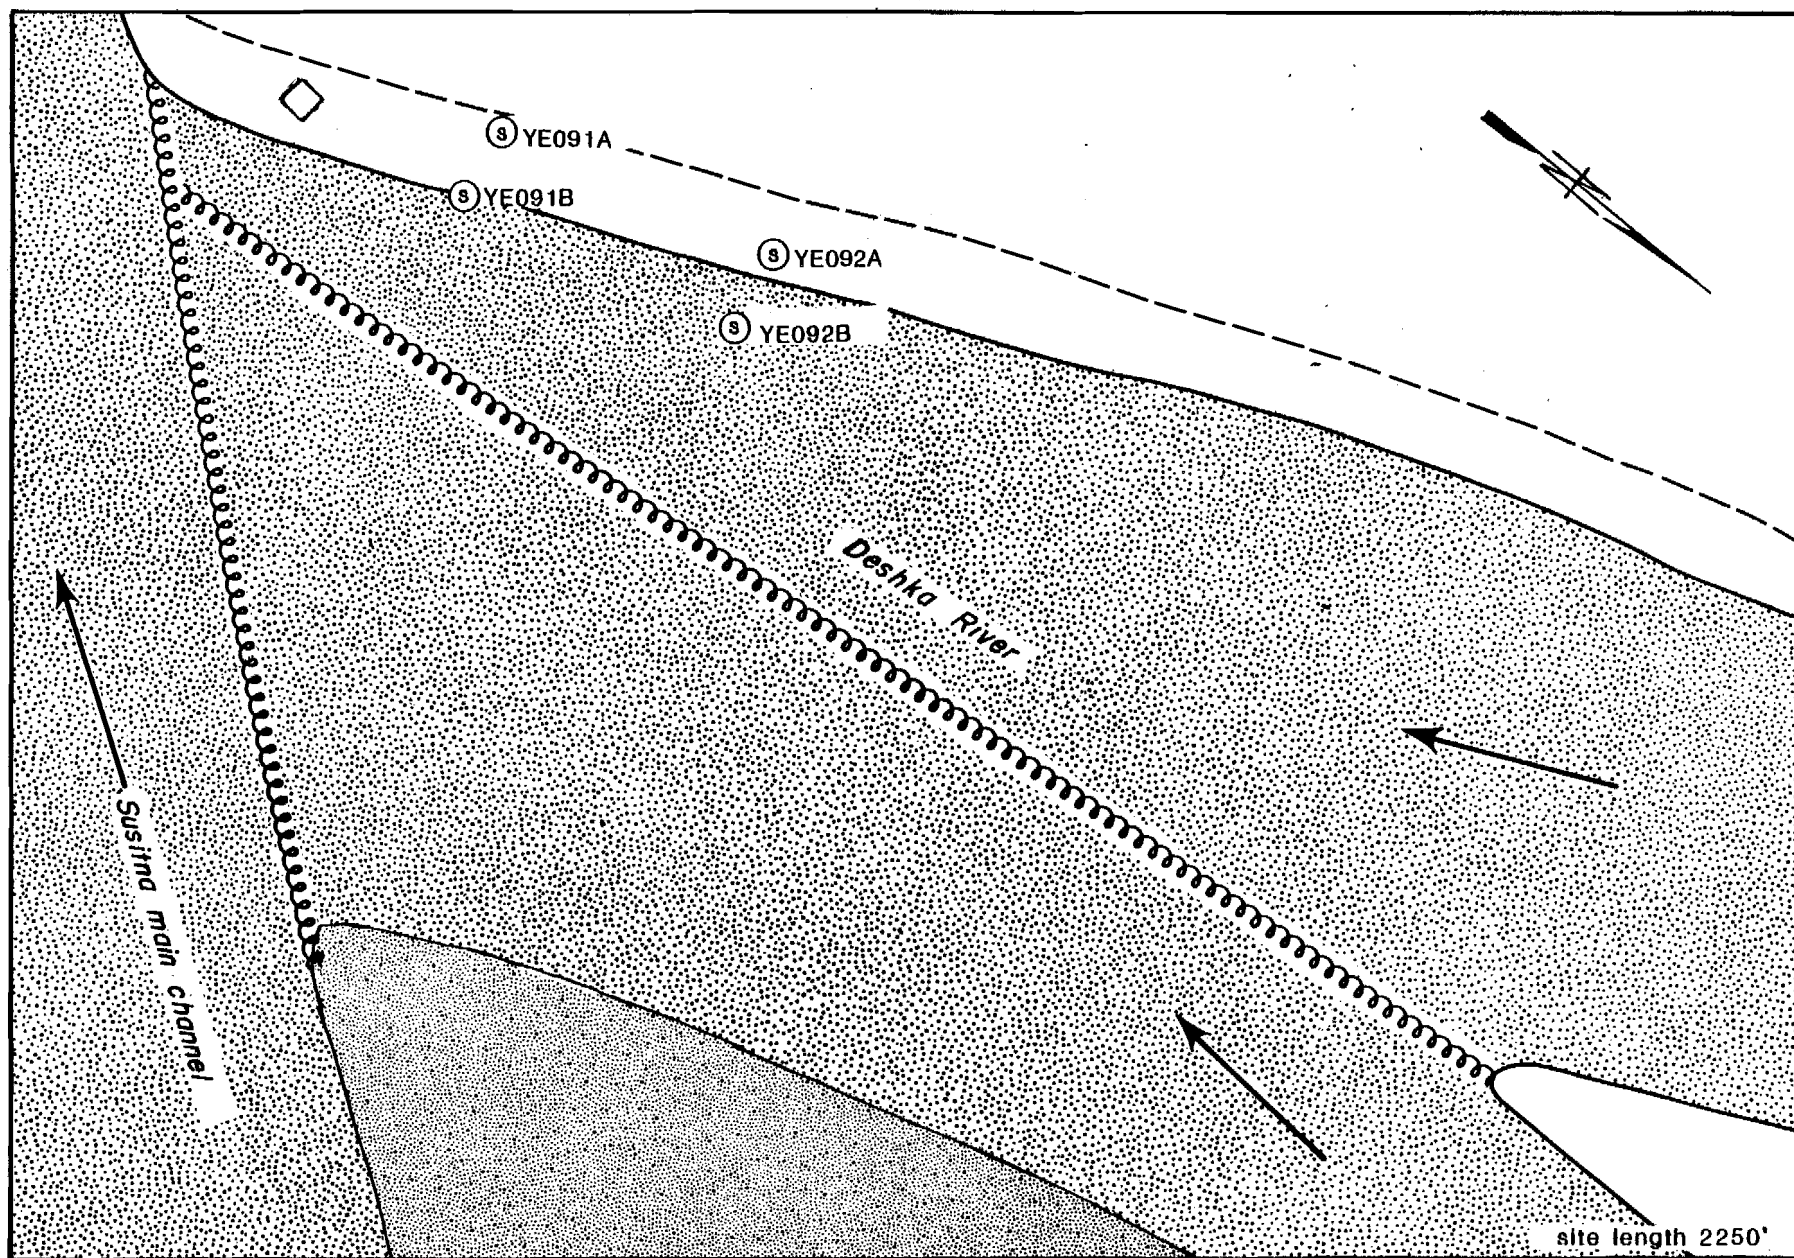 S YE091A
S YE091B
S YE092A
S YE092B
Deshka River
Susitna main channel
site length 2250'